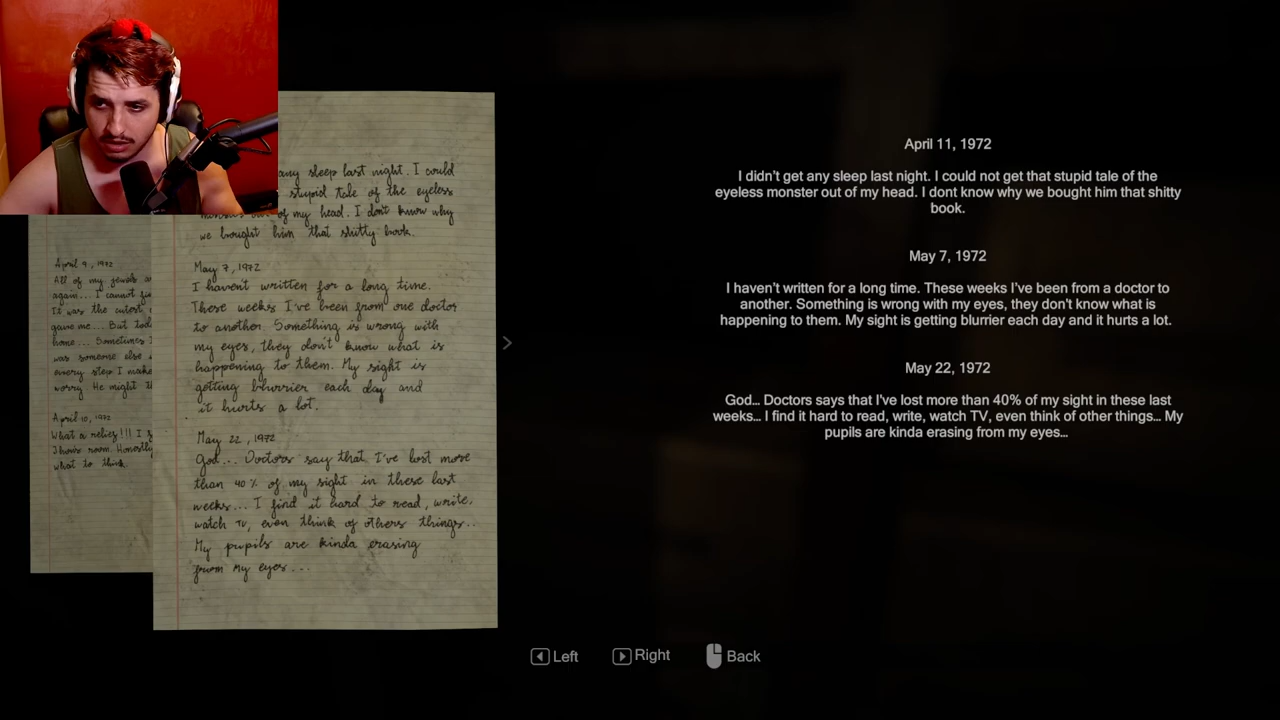 any sleep last night. I could
stupid tale of the eyeless
of my head. I don't know why
we bought him that shitty book.
May 7, 1972
I haven't written for a long time.
These weeks I've been from one doctor
to another. Something is wrong with
my eyes, they don't know what is
happening to them. My sight is
getting blurrier each day and
it hurts a lot.
May 22, 1972
God... Doctors say that I've lost more
than 40% of my sight in these last
weeks... I find it hard to read, write,
watch TV, even think of others things..
My pupils are kinda erasing
from my eyes...
April 9, 1972
All of my jewels
again... I cannot
It was the cutest
gave me... But
home... Sometimes I
was someone else
every step I make
worry. He might
April 10, 1972
What a relief!!! I
room. Honestly
what to think.
April 11, 1972
I didn't get any sleep last night. I could not get that stupid tale of the
eyeless monster out of my head. I dont know why we bought him that shitty
book.
May 7, 1972
I haven't written for a long time. These weeks I've been from a doctor to
another. Something is wrong with my eyes, they don't know what is
happening to them. My sight is getting blurrier each day and it hurts a lot.
May 22, 1972
God... Doctors says that I've lost more than 40% of my sight in these last
weeks... I find it hard to read, write, watch TV, even think of other things... My
pupils are kinda erasing from my eyes...
Left
Right
Back